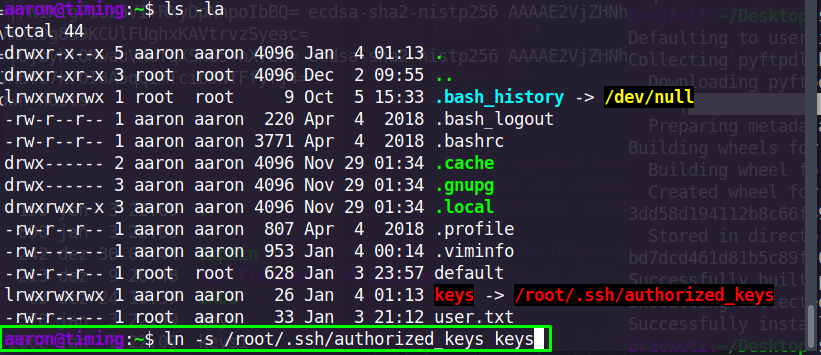 aaron@timing:~$ ls -la
total 44
drwxr-x--x 5 aaron aaron 4096 Jan  4 01:13 .
drwxr-xr-x 3 root  root  4096 Dec  2 09:55 ..
lrwxrwxrwx 1 root  root     9 Oct  5 15:33 .bash_history -> /dev/null
-rw-r--r-- 1 aaron aaron  220 Apr  4  2018 .bash_logout
-rw-r--r-- 1 aaron aaron 3771 Apr  4  2018 .bashrc
drwx------ 2 aaron aaron 4096 Nov 29 01:34 .cache
drwx------ 3 aaron aaron 4096 Nov 29 01:34 .gnupg
drwxrwxr-x 3 aaron aaron 4096 Nov 29 01:34 .local
-rw-r--r-- 1 aaron aaron  807 Apr  4  2018 .profile
-rw------- 1 aaron aaron  953 Jan  4 00:14 .viminfo
-rw-r--r-- 1 root  root   628 Jan  3 23:57 default
lrwxrwxrwx 1 aaron aaron   26 Jan  4 01:13 keys -> /root/.ssh/authorized_keys
-rw-r----- 1 root  aaron   33 Jan  3 21:12 user.txt
aaron@timing:~$ ln -s /root/.ssh/authorized_keys keys
Defaulting to user
Collecting pyftpdl
Downloading pyft
Preparing metada
Building wheels for
Building wheel f
Created wheel fo
Stored in direct
Successfully buil
Successfully insta